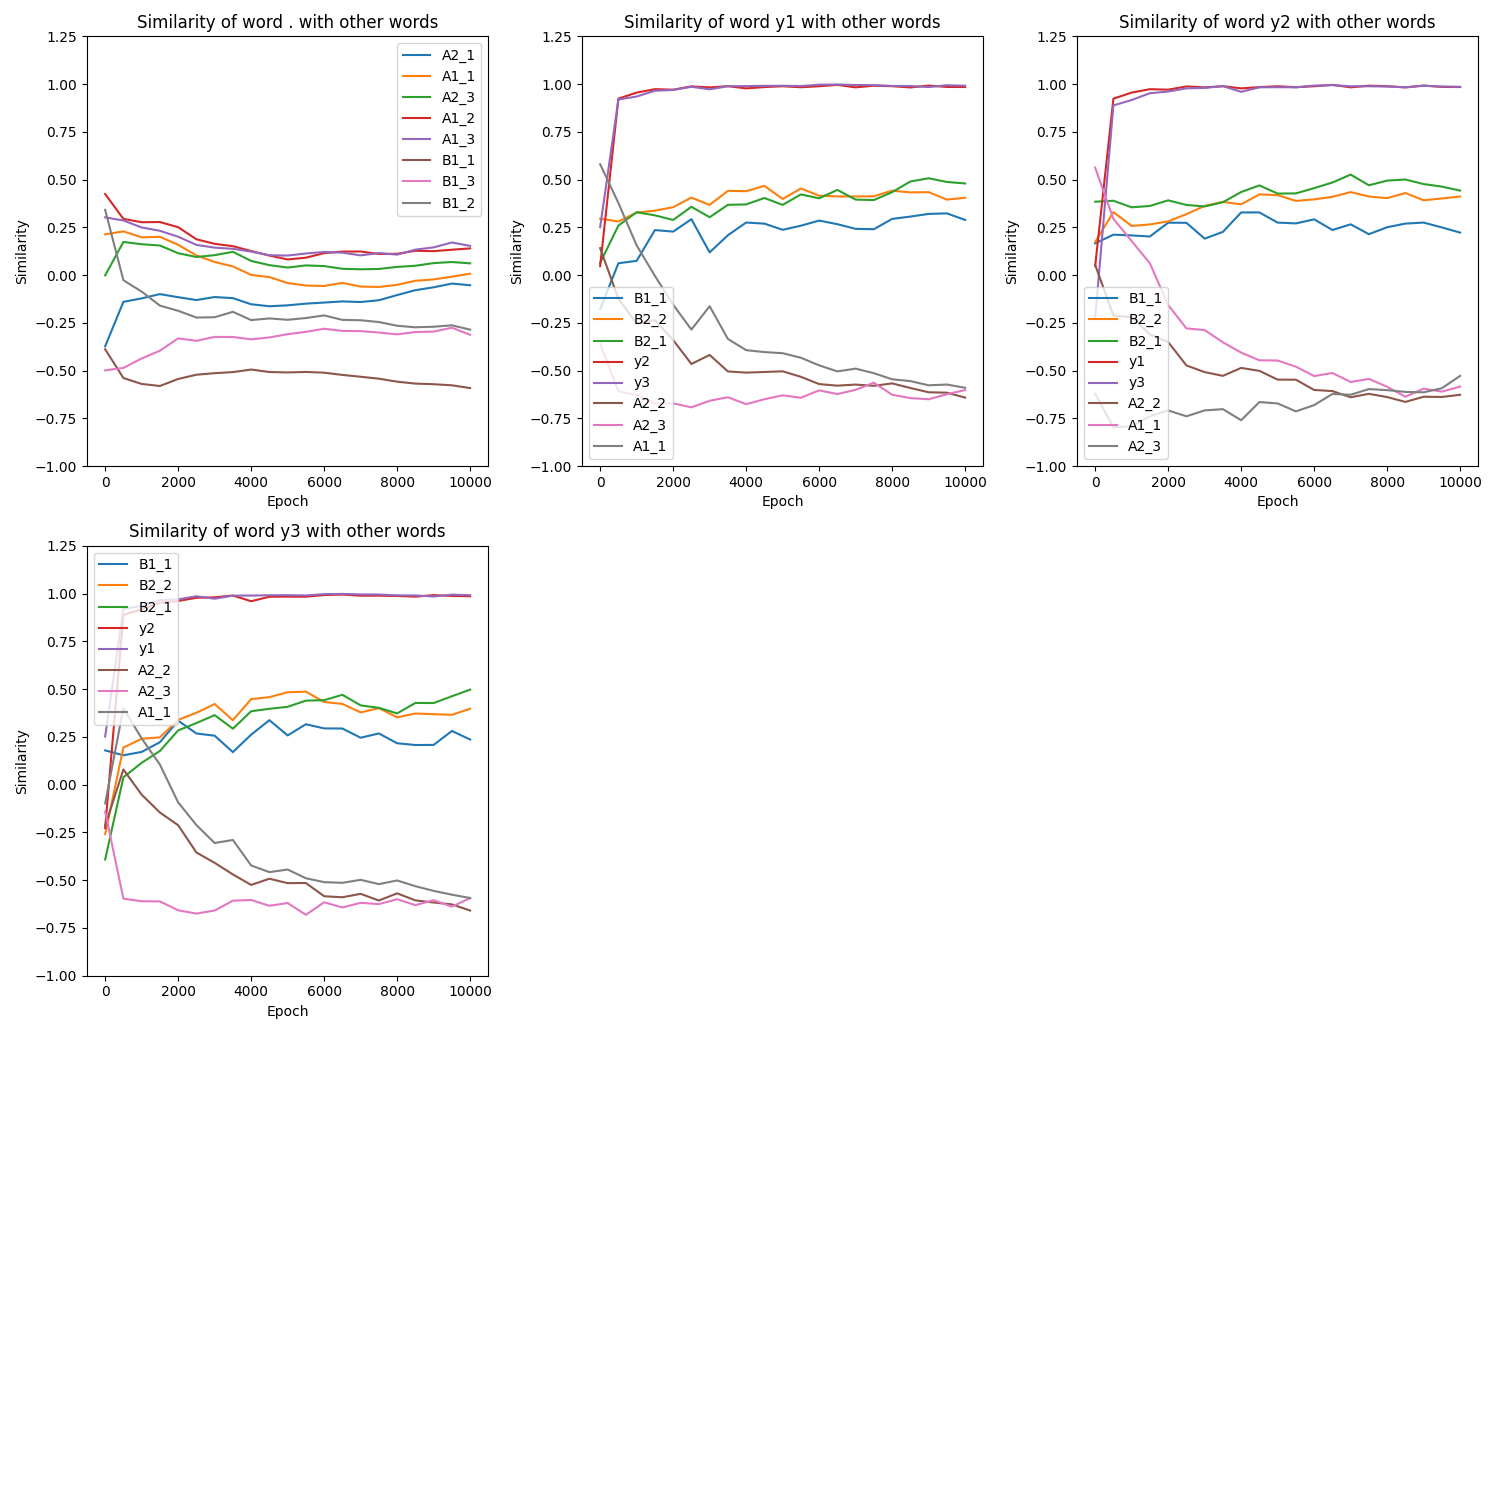 Similarity of word . with other words
1.25
1.00
0.75
0.50
0.25
0.00
−0.25
−0.50
−0.75
−1.00
Similarity
0 2000 4000 6000 8000 10000
Epoch
A2_1
A1_1
A2_3
A1_2
A1_3
B1_1
B1_3
B1_2
Similarity of word y1 with other words
1.25
1.00
0.75
0.50
0.25
0.00
−0.25
−0.50
−0.75
−1.00
Similarity
0 2000 4000 6000 8000 10000
Epoch
B1_1
B2_2
B2_1
y2
y3
A2_2
A2_3
A1_1
Similarity of word y2 with other words
1.25
1.00
0.75
0.50
0.25
0.00
−0.25
−0.50
−0.75
−1.00
Similarity
0 2000 4000 6000 8000 10000
Epoch
B1_1
B2_2
B2_1
y1
y3
A2_2
A1_1
A2_3
Similarity of word y3 with other words
1.25
1.00
0.75
0.50
0.25
0.00
−0.25
−0.50
−0.75
−1.00
Similarity
0 2000 4000 6000 8000 10000
Epoch
B1_1
B2_2
B2_1
y2
y1
A2_2
A2_3
A1_1